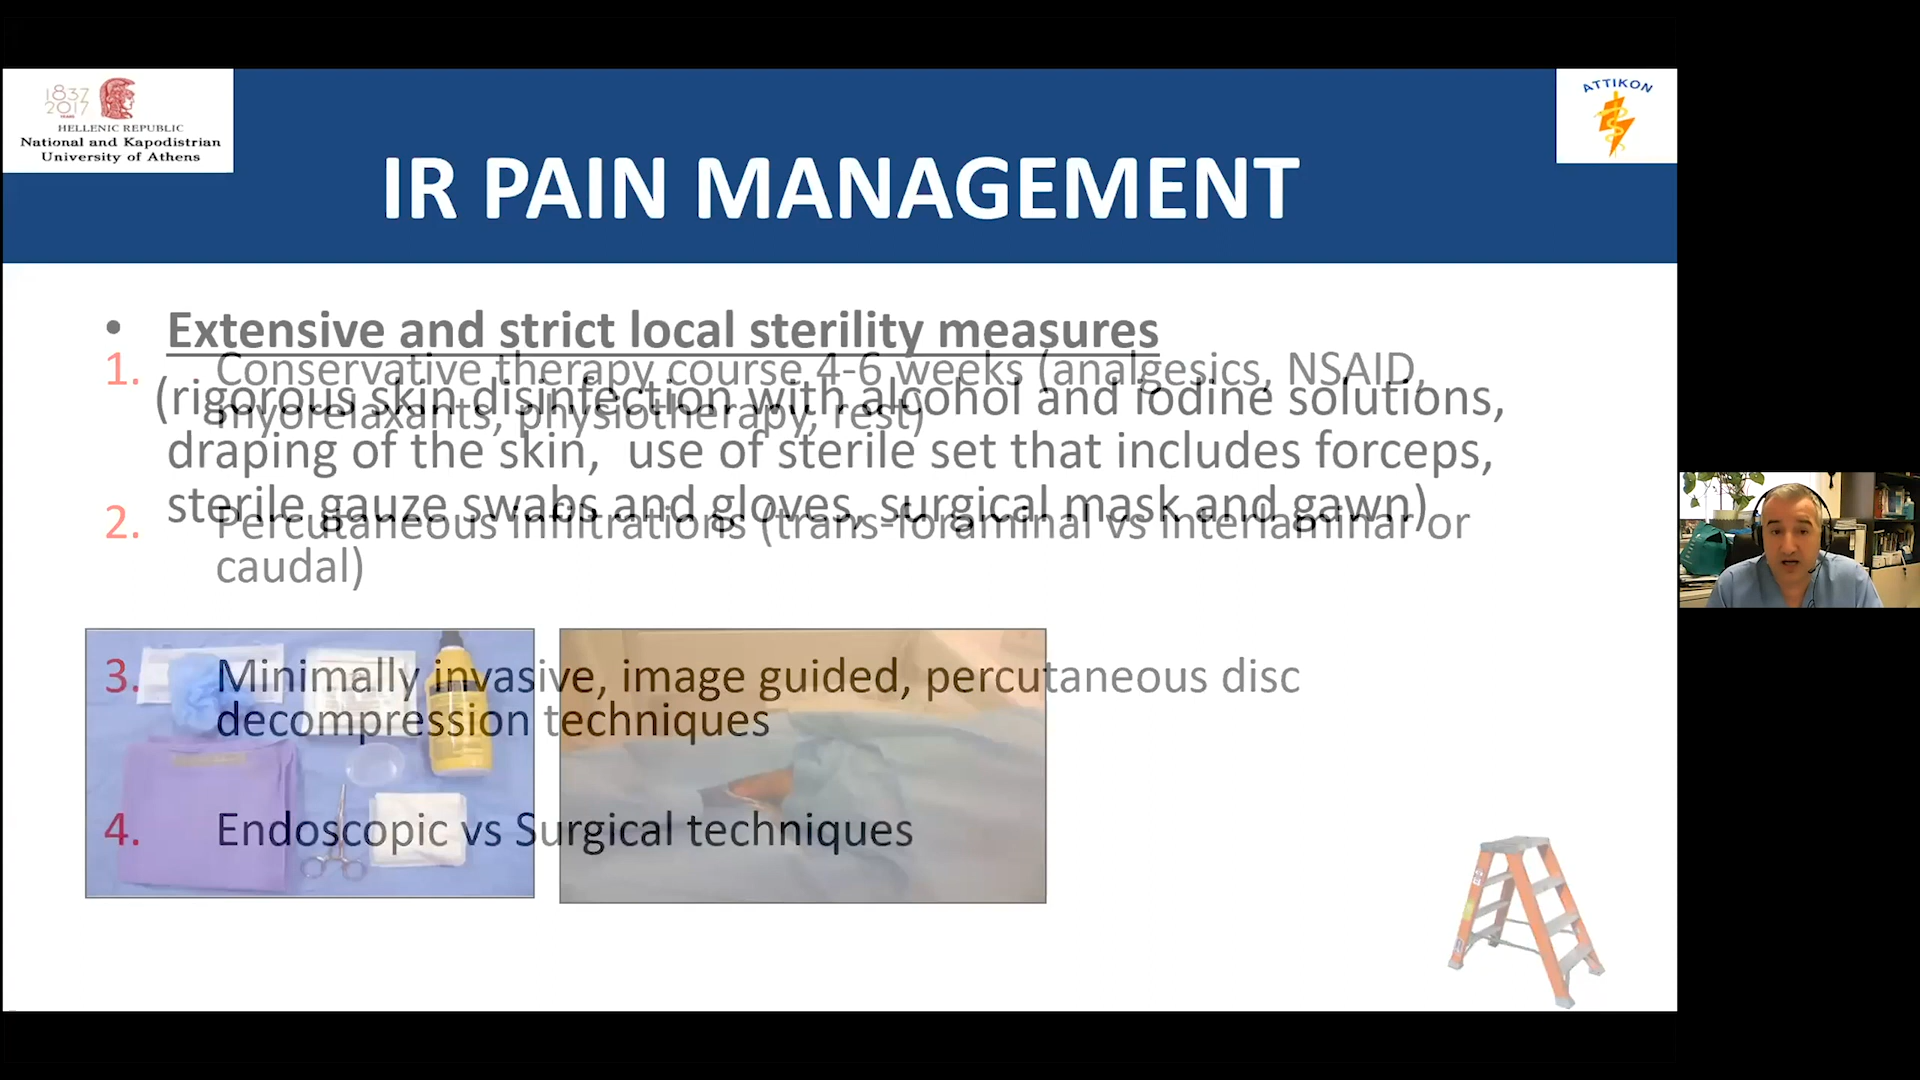 1837
2017
YEARS
HELLENIC REPUBLIC
National and Kapodistrian
University of Athens
ATTIKON
IR PAIN MANAGEMENT
• Extensive and strict local sterility measures
(rigorous skin disinfection with alcohol and iodine solutions,
draping of the skin, use of sterile set that includes forceps,
sterile gauze swabs and gloves, surgical mask and gawn)
1. Conservative therapy course 4-6 weeks (analgesics, NSAID,
myorelaxants, physiotherapy, rest)
2. Percutaneous infiltrations (trans-foraminal vs interlaminar or
caudal)
3. Minimally invasive, image guided, percutaneous disc
decompression techniques
4. Endoscopic vs Surgical techniques